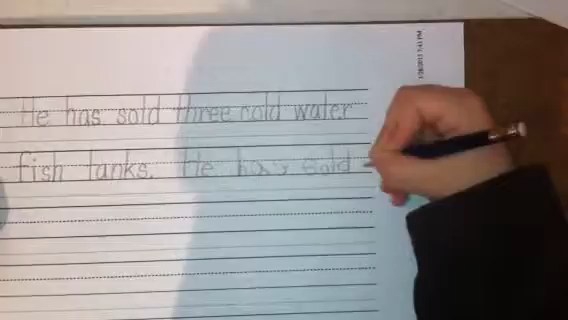 He has sold three cold water
fish tanks. He has sold